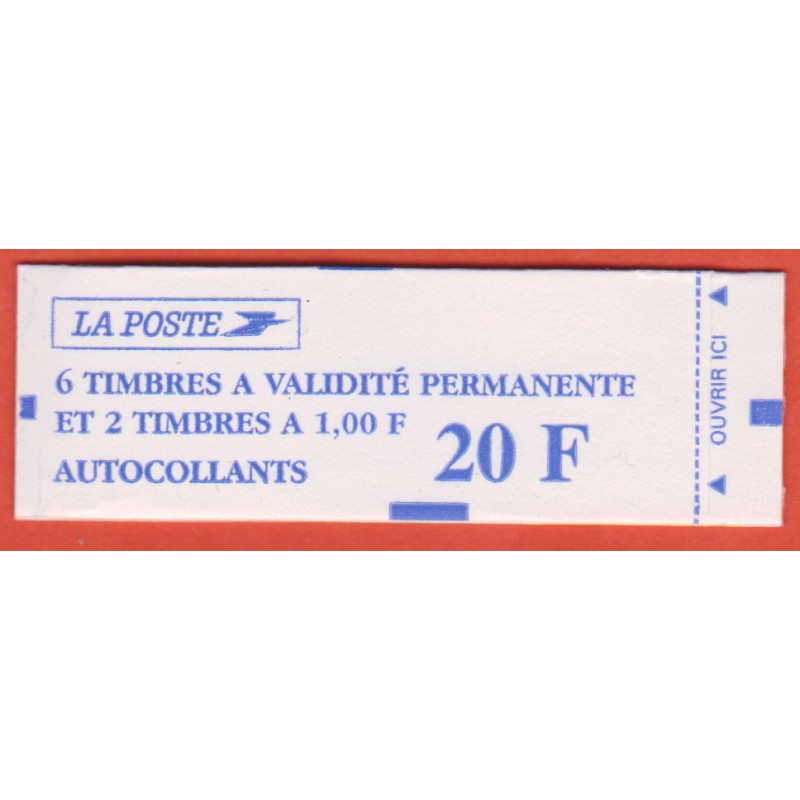 LA POSTE
6 TIMBRES A VALIDITÉ PERMANENTE
ET 2 TIMBRES A 1,00 F
AUTOCOLLANTS
20 F
OUVRIR ICI